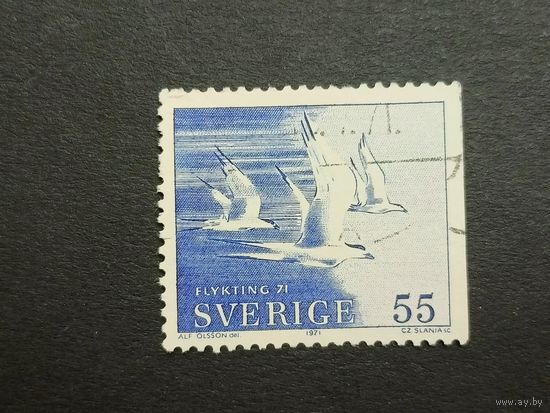 FLYKTING 71
SVERIGE 55
ALF OLSSON del. 1971 CZ SLANIA sc
www.ay.by